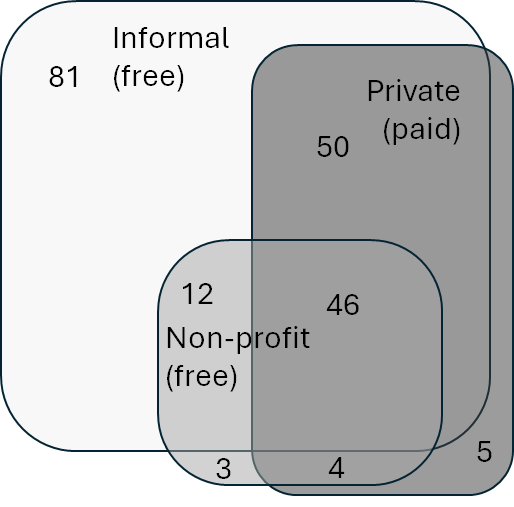 Informal
81 (free)
Private
(paid)
50
12
46
Non-profit
(free)
3 4 5